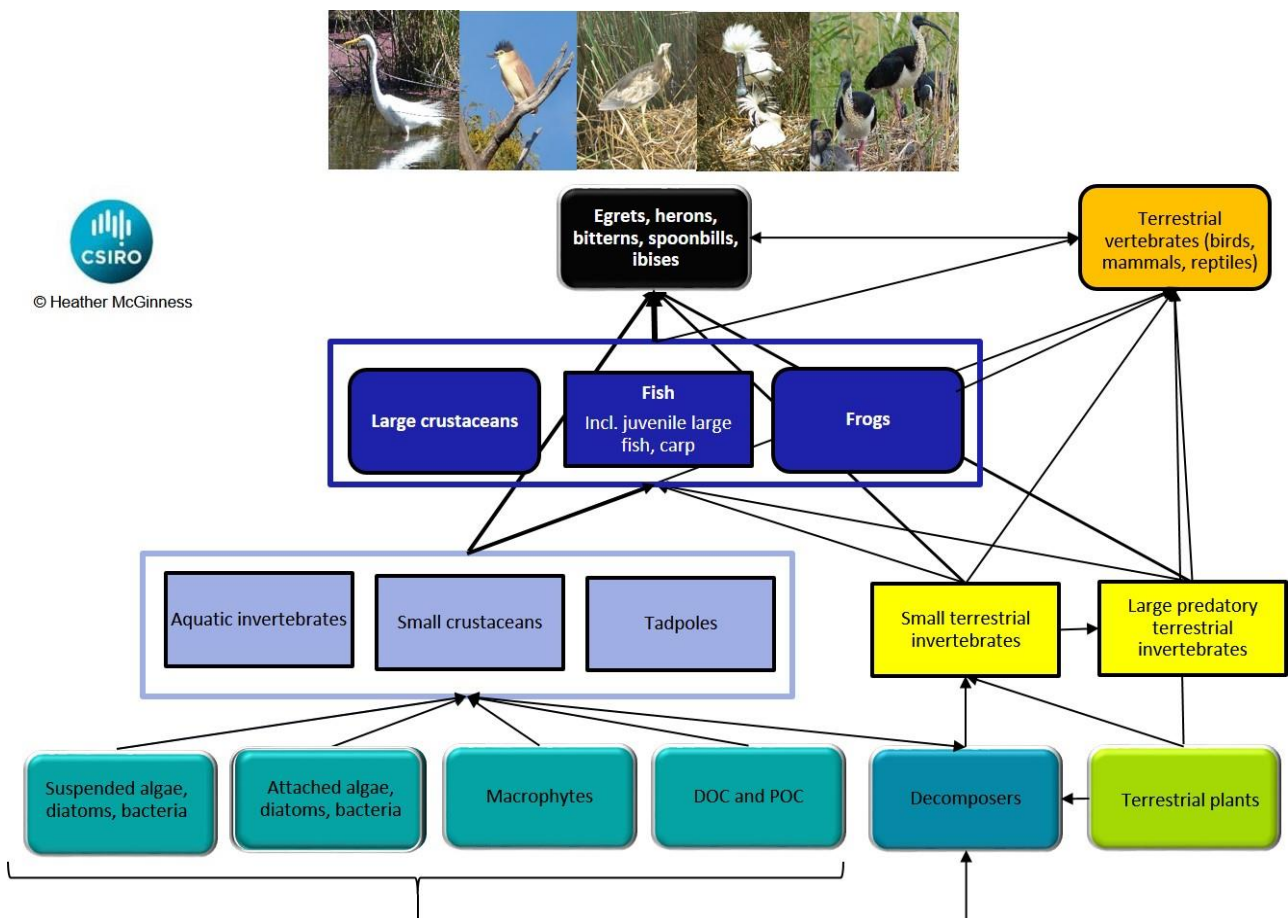 CSIRO
© Heather McGinness
Egrets, herons,
bitterns, spoonbills,
ibises
Terrestrial
vertebrates (birds,
mammals, reptiles)
Large crustaceans
Fish
Incl. juvenile large
fish, carp
Frogs
Aquatic invertebrates
Small crustaceans
Tadpoles
Small terrestrial
invertebrates
Large predatory
terrestrial
invertebrates
Suspended algae,
diatoms, bacteria
Attached algae,
diatoms, bacteria
Macrophytes
DOC and POC
Decomposers
Terrestrial plants